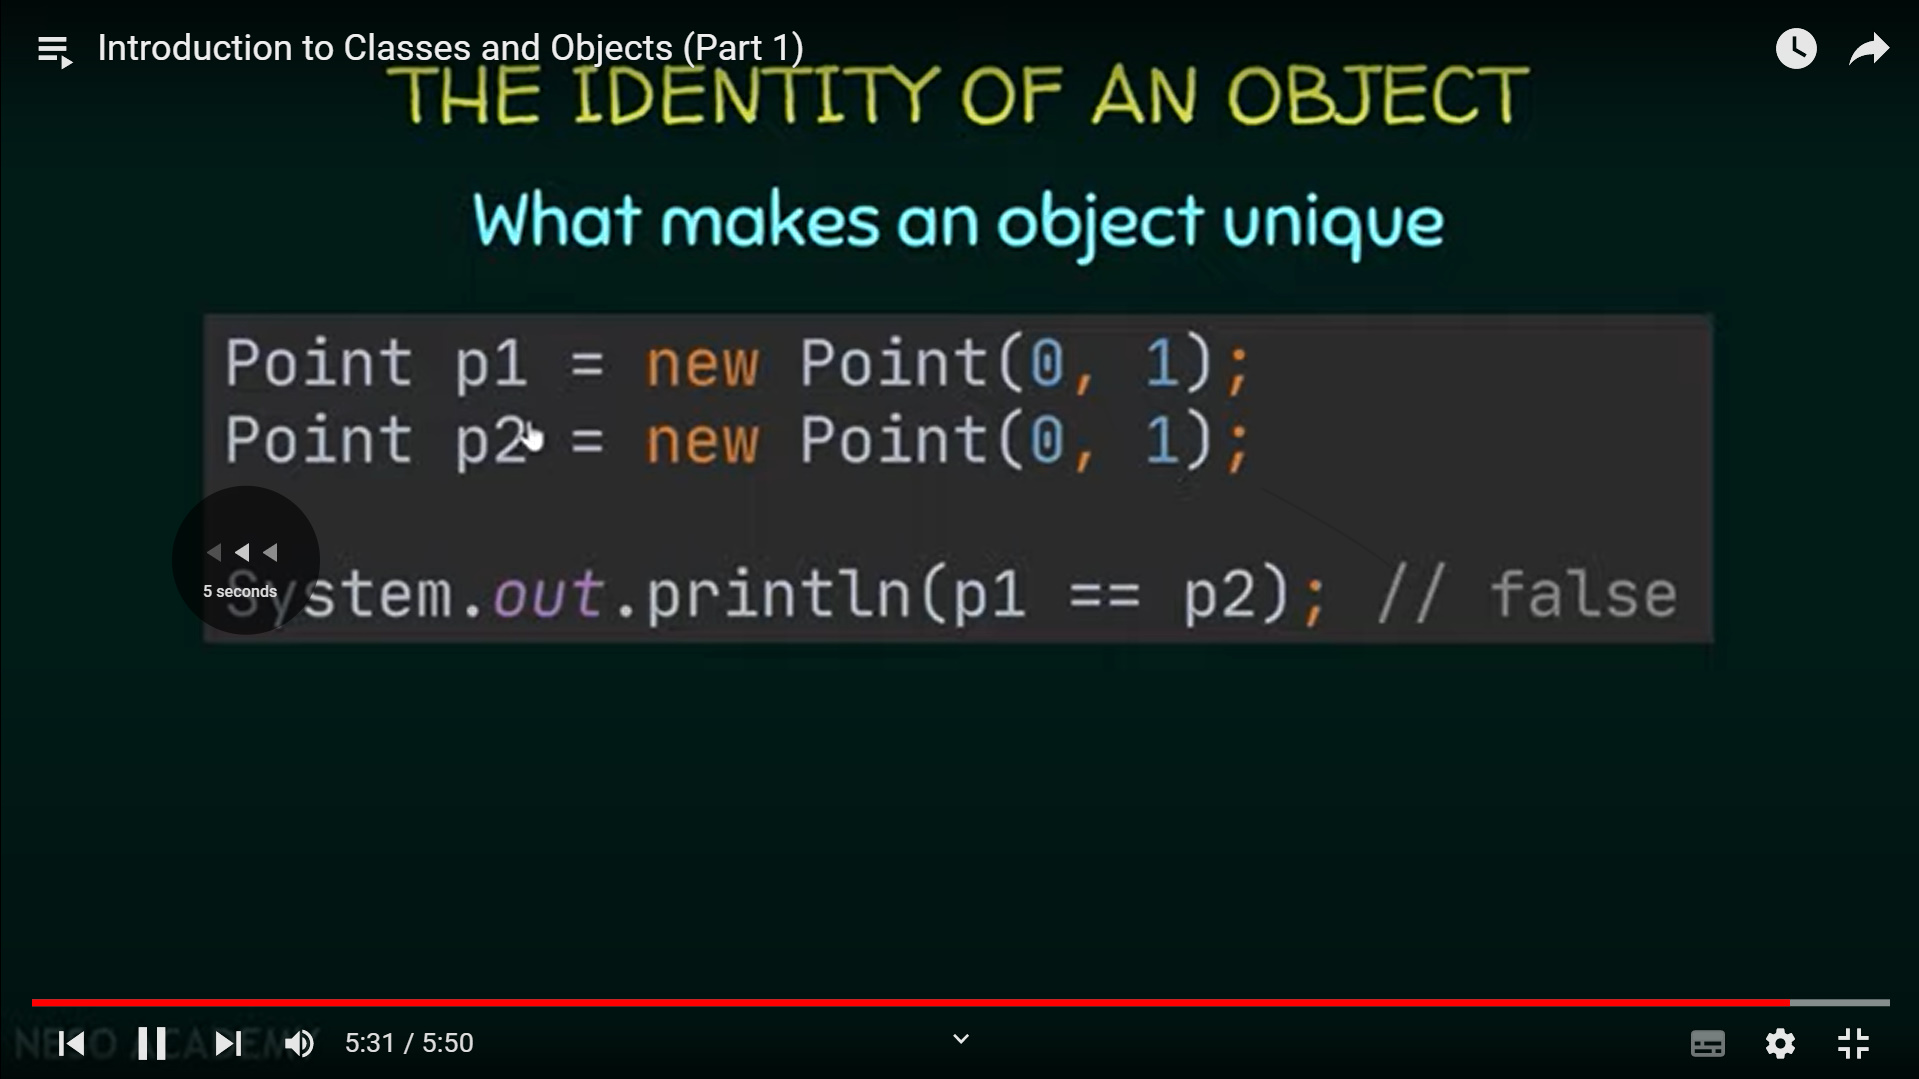 Introduction to Classes and Objects (Part 1)
THE IDENTITY OF AN OBJECT
What makes an object unique
Point p1 = new Point(0, 1);
Point p2 = new Point(0, 1);
5 seconds
System.out.println(p1 == p2); // false
NESO ACADEMY
5:31 / 5:50